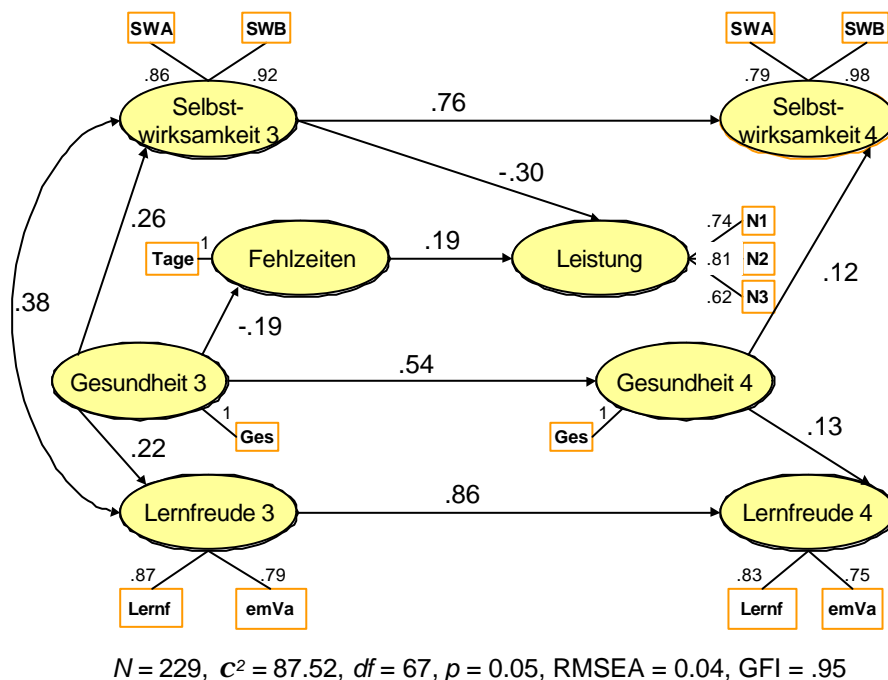 SWA SWB SWA SWB
.86 .92 .79 .98
Selbst-
wirksamkeit 3
.76
Selbst-
wirksamkeit 4
-.30
.26
.74 N1
Tage 1 Fehlzeiten .19 Leistung .81 N2
.62 N3
.12
.38
-.19
Gesundheit 3 .54 Gesundheit 4
1 Ges
1 Ges
.22 .13
Lernfreude 3 .86 Lernfreude 4
.87 .79 .83 .75
Lernf emVa Lernf emVa
N = 229, c² = 87.52, df = 67, p = 0.05, RMSEA = 0.04, GFI = .95